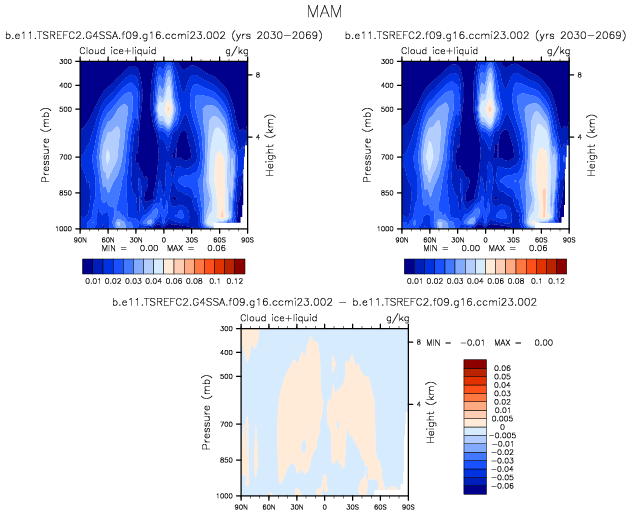 MAM
b.e11.TSREFC2.G4SSA.f09.g16.ccmi23.002 (yrs 2030-2069)
b.e11.TSREFC2.f09.g16.ccmi23.002 (yrs 2030-2069)
Cloud ice+liquid g/kg
Cloud ice+liquid g/kg
300
500
700
850
1000
Pressure (mb)
8
4
Height (km)
90N 60N 30N 0 30S 60S 90S
MIN = 0.00 MAX = 0.06
0.01 0.02 0.04 0.06 0.08 0.1 0.12
300
500
700
850
1000
Pressure (mb)
8
4
Height (km)
90N 60N 30N 0 30S 60S 90S
MIN = 0.00 MAX = 0.06
0.01 0.02 0.04 0.06 0.08 0.1 0.12
b.e11.TSREFC2.G4SSA.f09.g16.ccmi23.002 - b.e11.TSREFC2.f09.g16.ccmi23.002
Cloud ice+liquid g/kg
300
400
500
700
850
1000
Pressure (mb)
8
4
Height (km)
90N 60N 30N 0 30S 60S 90S
MIN = -0.01 MAX = 0.00
0.06
0.05
0.04
0.03
0.02
0.01
0.005
0
-0.005
-0.01
-0.02
-0.03
-0.04
-0.05
-0.06